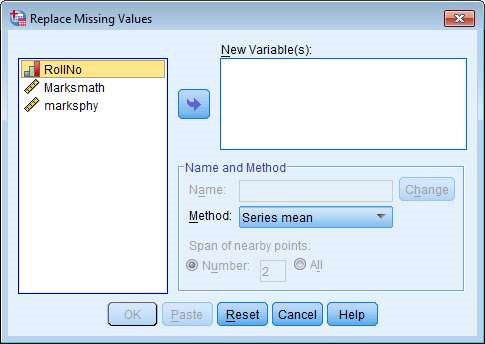 Replace Missing Values
RollNo
Marksmath
marksphy
New Variable(s):
Name and Method
Name:
Change
Method: Series mean
Span of nearby points:
Number: 2 All
OK Paste Reset Cancel Help